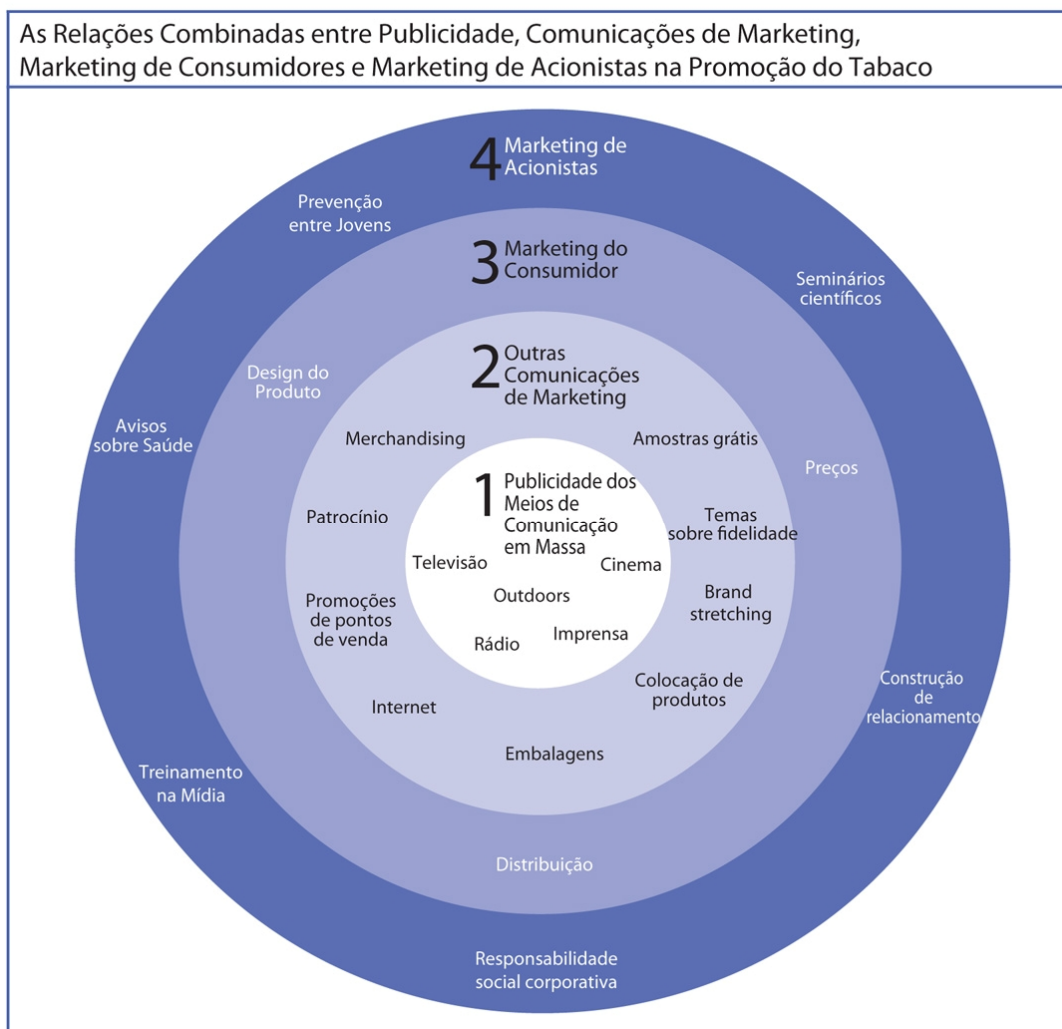 As Relações Combinadas entre Publicidade, Comunicações de Marketing,
Marketing de Consumidores e Marketing de Acionistas na Promoção do Tabaco
4 Marketing de
Acionistas
Prevenção
entre Jovens
Seminários
científicos
Avisos
sobre Saúde
Construção
de
relacionamento
Treinamento
na Mídia
Responsabilidade
social corporativa
3 Marketing do
Consumidor
Design do
Produto
Preços
Distribuição
2 Outras
Comunicações
de Marketing
Merchandising
Amostras grátis
Patrocínio
Temas
sobre fidelidade
Promoções
de pontos
de venda
Brand
stretching
Internet
Colocação de
produtos
Embalagens
1 Publicidade dos
Meios de
Comunicação
em Massa
Televisão
Cinema
Outdoors
Rádio
Imprensa